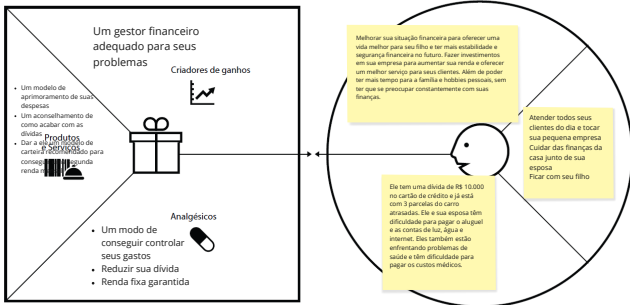 Um gestor financeiro
adequado para seus
problemas
Criadores de ganhos
• Um modelo de
aprimoramento de suas
despesas
• Um aconselhamento de
como acabar com as
dívidas
• Dar a ele um modelo de
carteira recomendado para
conseguir segunda
renda
Produtos
e Serviços
Analgésicos
• Um modo de
conseguir controlar
seus gastos
• Reduzir sua dívida
• Renda fixa garantida
Melhorar sua situação financeira para oferecer uma
vida melhor para seu filho e ter mais estabilidade e
segurança financeira no futuro. Fazer investimentos
em sua empresa para aumentar sua renda e oferecer
um melhor serviço para seus clientes. Além de poder
ter mais tempo para a família e hobbies pessoais, sem
ter que se preocupar constantemente com suas
finanças.
Atender todos seus
clientes do dia e tocar
sua pequena empresa
Cuidar das finanças da
casa junto de sua
esposa
Ficar com seu filho
Ele tem uma dívida de R$ 10.000
no cartão de crédito e já está
com 3 parcelas do carro
atrasadas. Ele e sua esposa têm
dificuldade para pagar o aluguel
e as contas de luz, água e
internet. Eles também estão
enfrentando problemas de
saúde e têm dificuldade para
pagar os custos médicos.